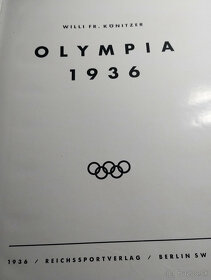 WILLI FR. KÖNITZER
OLYMPIA
1936
1936 / REICHSSPORTVERLAG / BERLIN SW